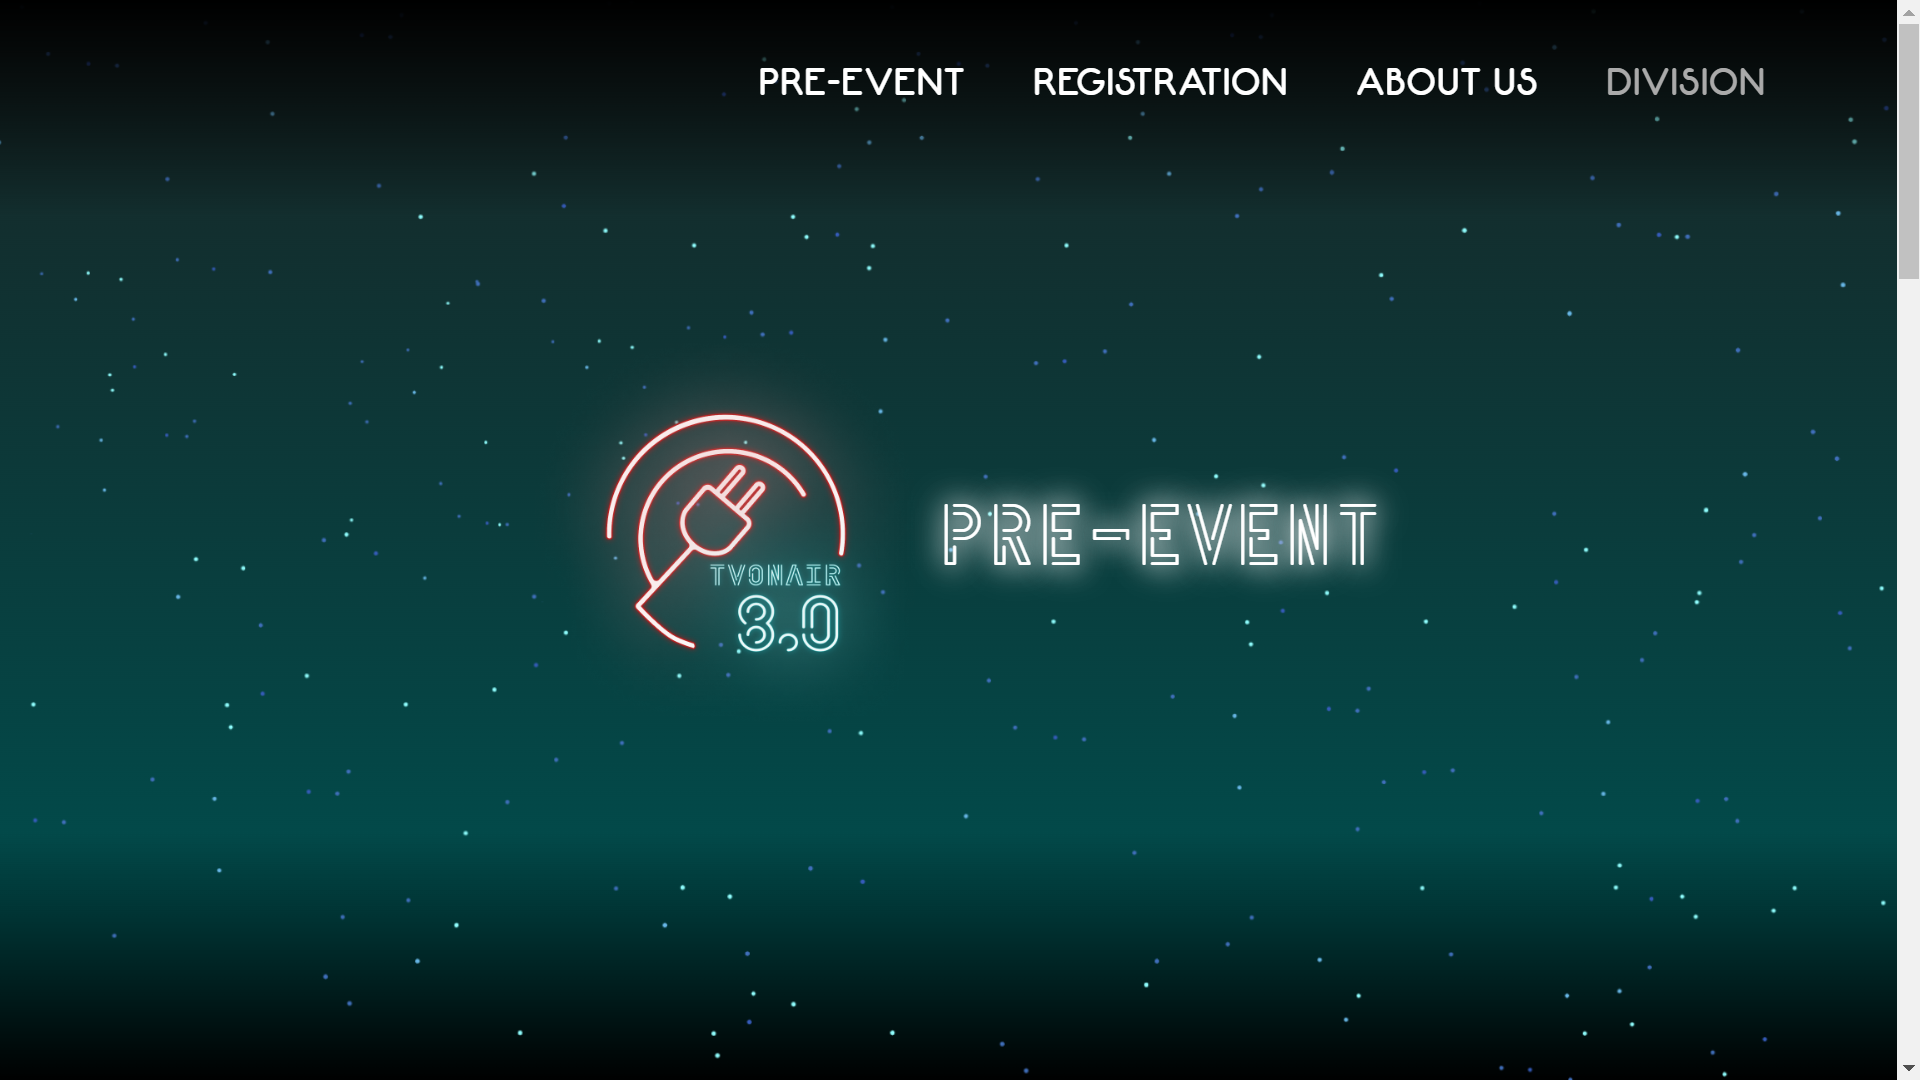 PRE-EVENT REGISTRATION ABOUT US DIVISION
PRE-EVENT
TVONAIR
3.0